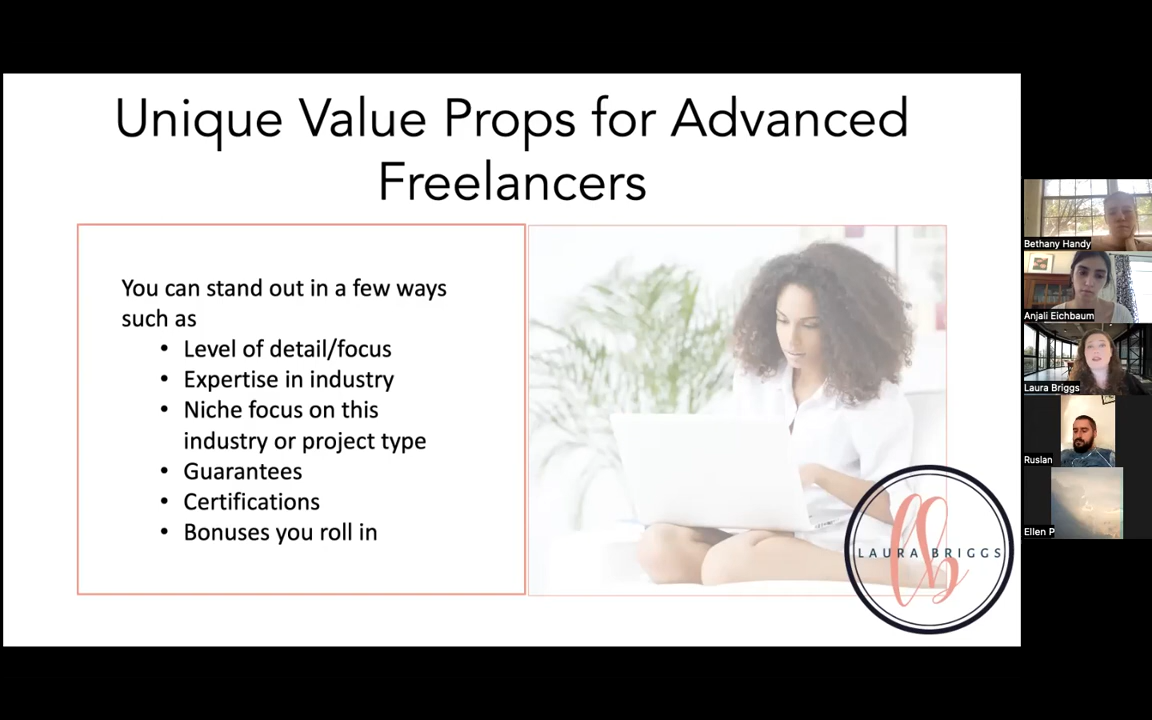 Unique Value Props for Advanced
Freelancers
You can stand out in a few ways
such as
• Level of detail/focus
• Expertise in industry
• Niche focus on this
industry or project type
• Guarantees
• Certifications
• Bonuses you roll in
LAURA BRIGGS
lb
Bethany Handy
Anjali Eichbaum
Laura Briggs
Ruslan
Ellen P